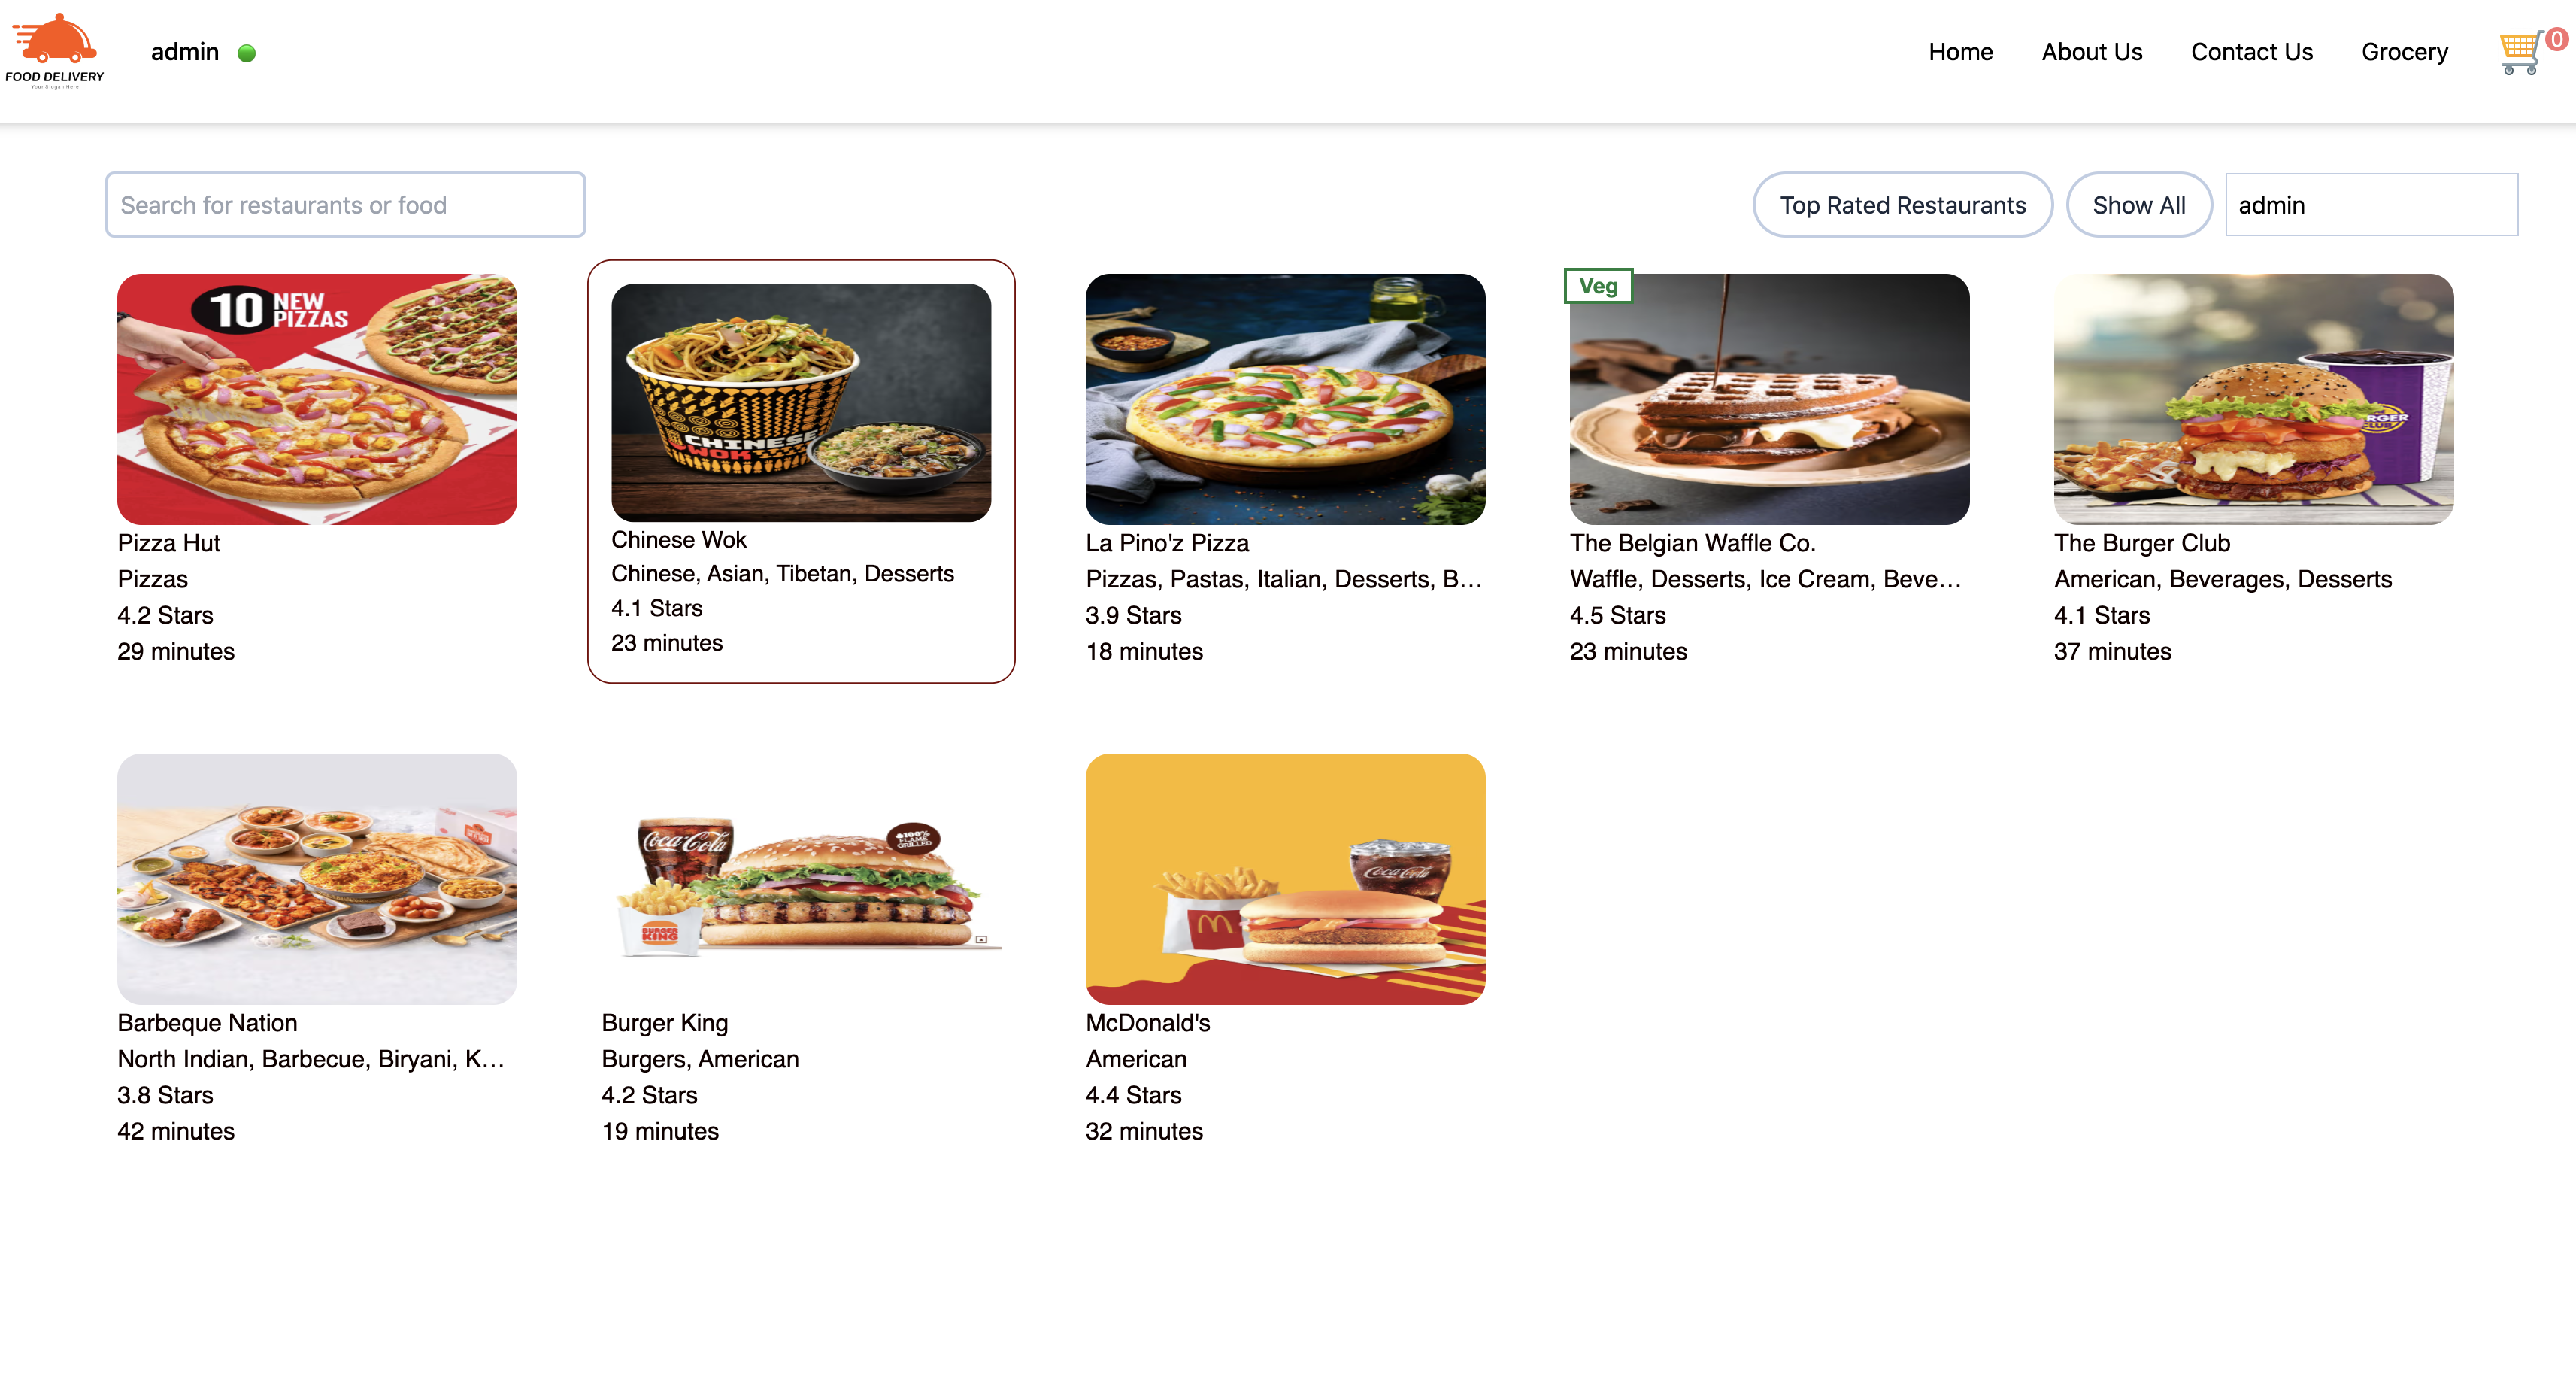 FOOD DELIVERY
Your Slogan Here
admin
Home
About Us
Contact Us
Grocery
0
Search for restaurants or food
Top Rated Restaurants
Show All
admin
10 NEW
PIZZAS
CHINESE
WOK
Veg
RGER
CLUB
Pizza Hut
Pizzas
4.2 Stars
29 minutes
Chinese Wok
Chinese, Asian, Tibetan, Desserts
4.1 Stars
23 minutes
La Pino'z Pizza
Pizzas, Pastas, Italian, Desserts, B...
3.9 Stars
18 minutes
The Belgian Waffle Co.
Waffle, Desserts, Ice Cream, Beve...
4.5 Stars
23 minutes
The Burger Club
American, Beverages, Desserts
4.1 Stars
37 minutes
Coca-Cola
100%
FLAME
GRILLED
BURGER
KING
Coca-Cola
Barbeque Nation
North Indian, Barbecue, Biryani, K...
3.8 Stars
42 minutes
Burger King
Burgers, American
4.2 Stars
19 minutes
McDonald's
American
4.4 Stars
32 minutes